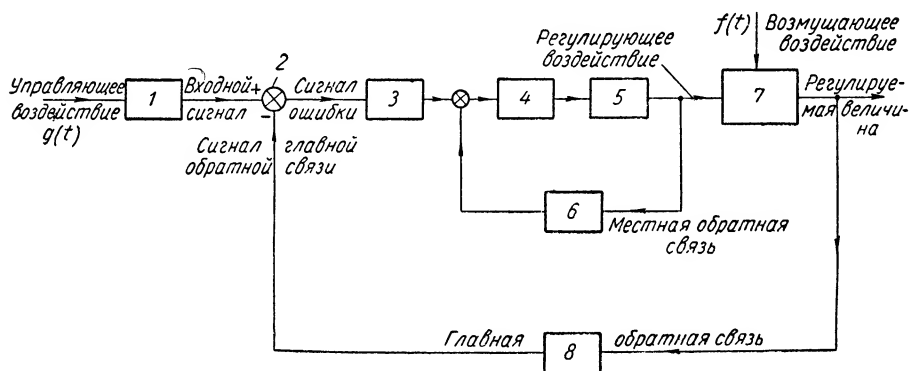 f(t)
Возмущающее
воздействие
Регулирующее
воздействие
2
Управляющее
воздействие
g(t)
1
Входной +
сигнал –
Сигнал
ошибки
3
4
5
7
Регулируе-
мая величи-
на
Сигнал главной
обратной связи
6
Местная обратная
связь
Главная обратная связь
8